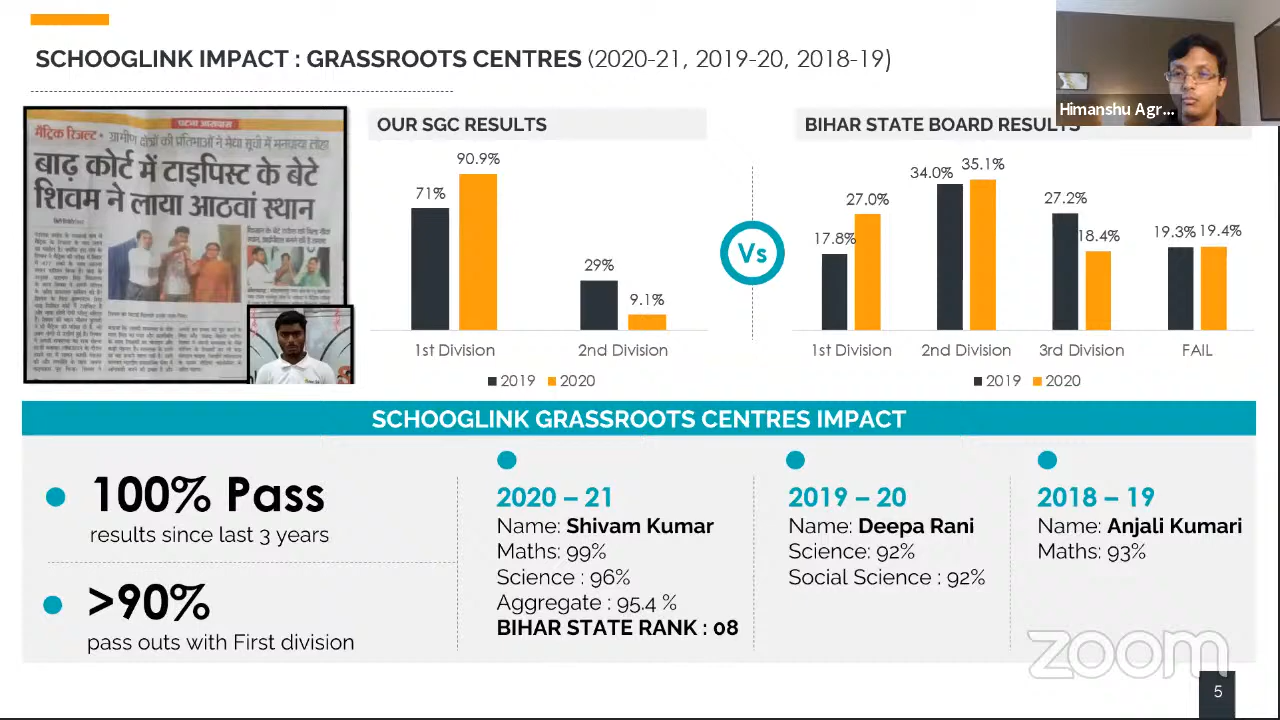 SCHOOGLINK IMPACT : GRASSROOTS CENTRES (2020-21, 2019-20, 2018-19)
Himanshu Agr...
पटना आसपास
मैट्रिक रिजल्ट • ग्रामीण क्षेत्रों की प्रतिभाओं ने मेधा सूची में मनवाया लोहा
बाढ़ कोर्ट में टाइपिस्ट के बेटे
शिवम ने लाया आठवां स्थान
OUR SGC RESULTS
90.9%
71%
29%
9.1%
1st Division
2nd Division
2019 2020
Vs
BIHAR STATE BOARD RESULTS
17.8%
27.0%
34.0%
35.1%
27.2%
18.4%
19.3%
19.4%
1st Division
2nd Division
3rd Division
FAIL
2019 2020
SCHOOGLINK GRASSROOTS CENTRES IMPACT
100% Pass
results since last 3 years
>90%
pass outs with First division
2020 – 21
Name: Shivam Kumar
Maths: 99%
Science : 96%
Aggregate : 95.4 %
BIHAR STATE RANK : 08
2019 – 20
Name: Deepa Rani
Science: 92%
Social Science : 92%
2018 – 19
Name: Anjali Kumari
Maths: 93%
zoom
5